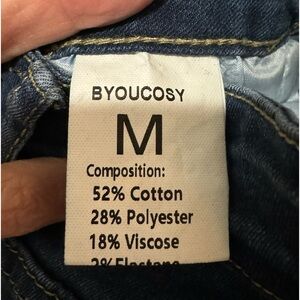 BYOUCOSY
M
Composition:
52% Cotton
28% Polyester
18% Viscose
2% Elastane